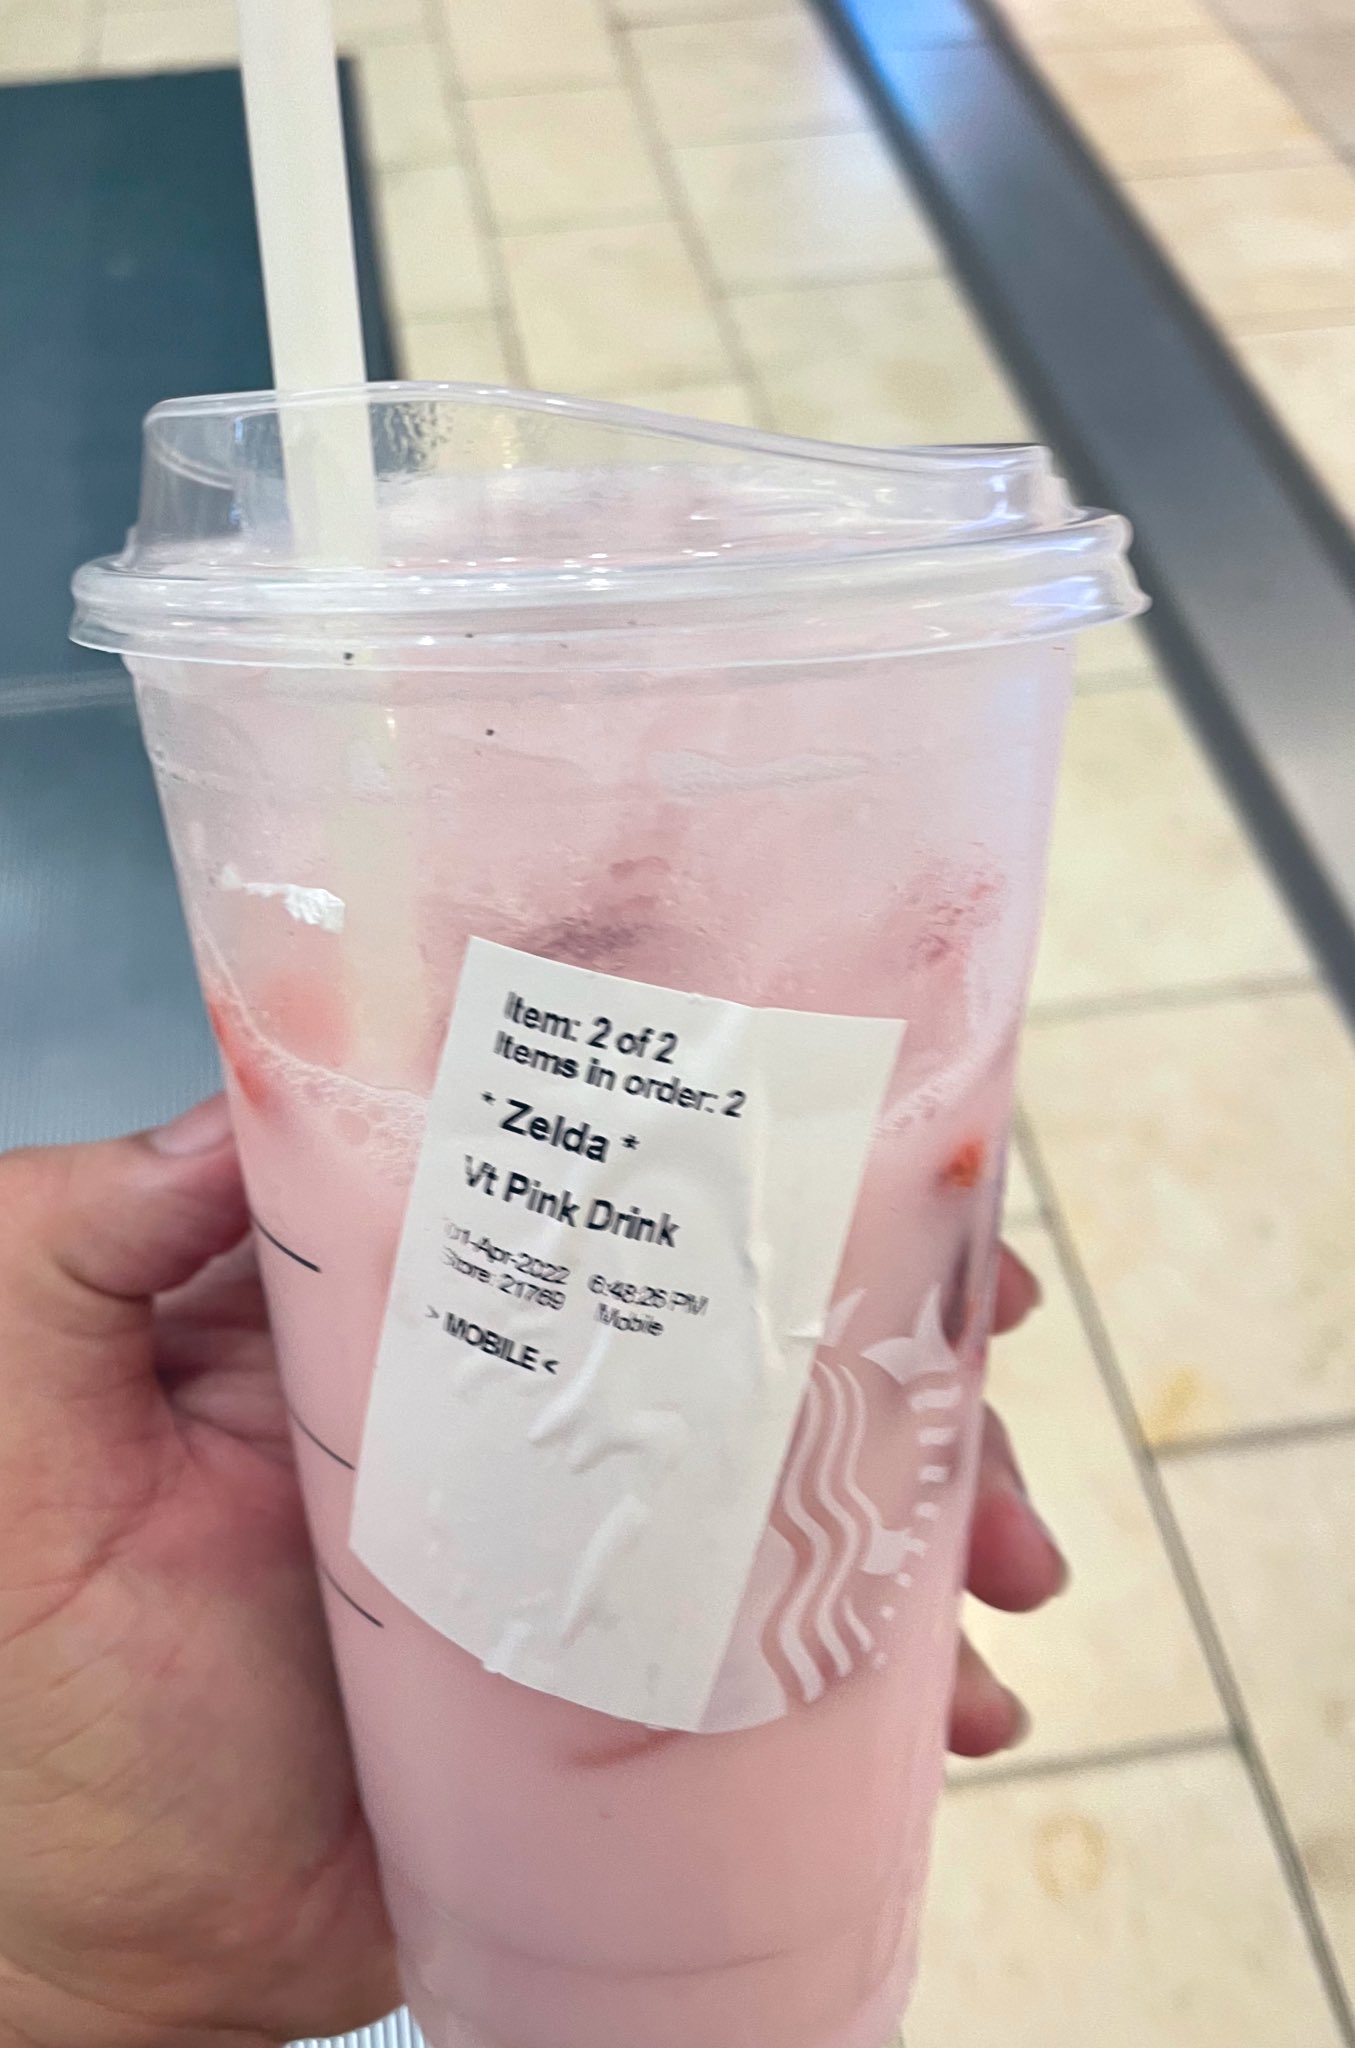 Item: 2 of 2
Items in order: 2
* Zelda *
Vt Pink Drink
01-Apr-2022 6:48:26 PM
Store: 21769 Mobile
> MOBILE <